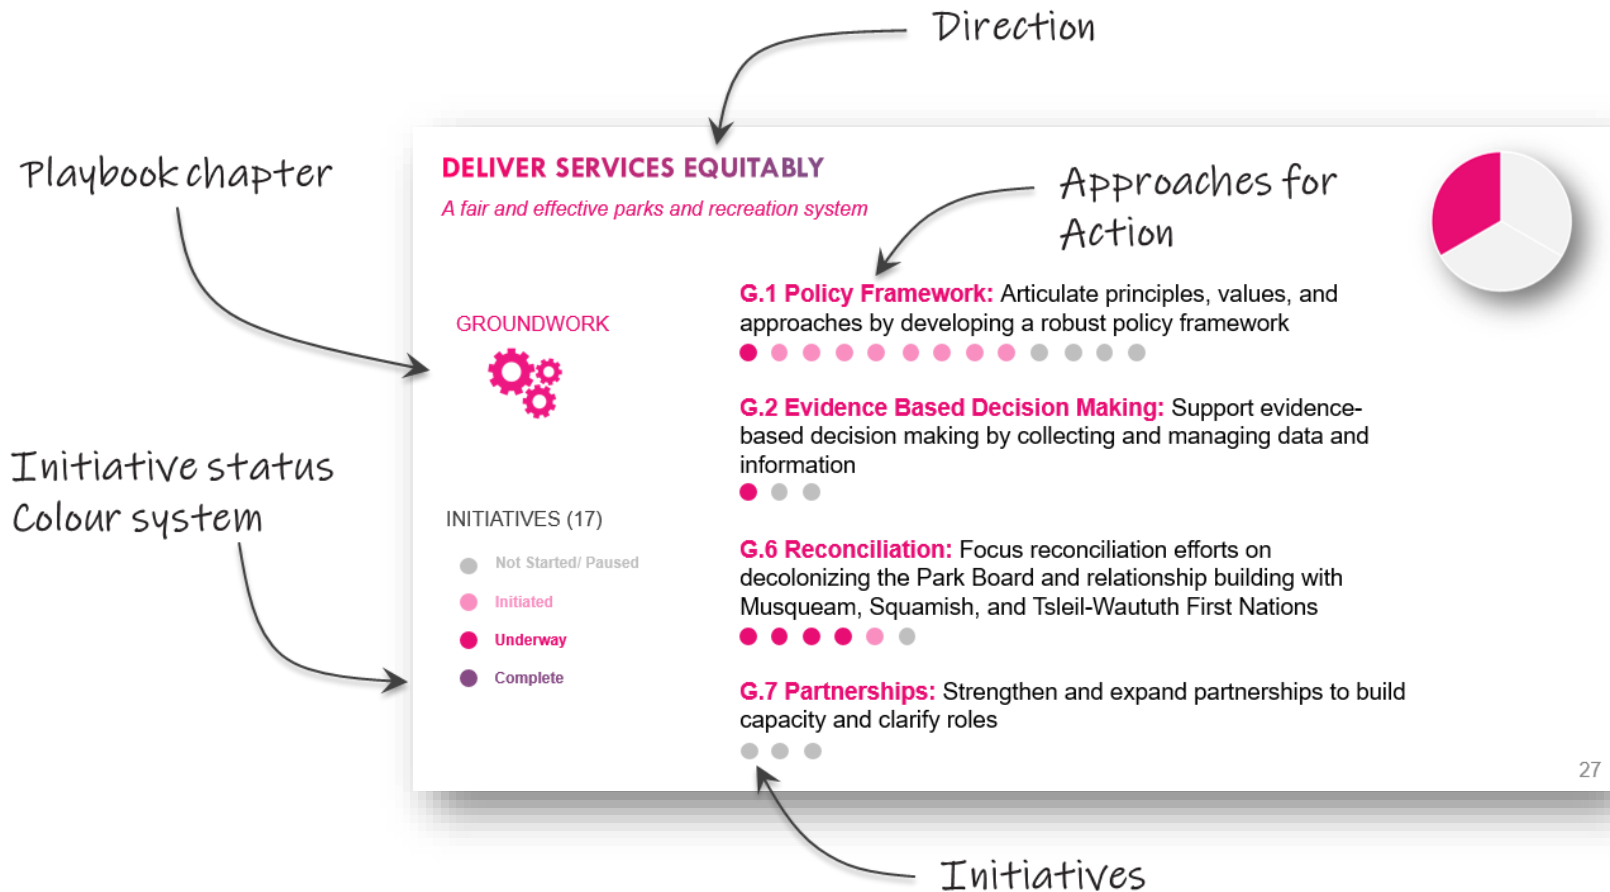 Direction
Playbook chapter
DELIVER SERVICES EQUITABLY
A fair and effective parks and recreation system
Approaches for
Action
G.1 Policy Framework: Articulate principles, values, and
approaches by developing a robust policy framework
GROUNDWORK
G.2 Evidence Based Decision Making: Support evidence-
based decision making by collecting and managing data and
information
Initiative status
Colour system
INITIATIVES (17)
Not Started/ Paused
Initiated
Underway
Complete
G.6 Reconciliation: Focus reconciliation efforts on
decolonizing the Park Board and relationship building with
Musqueam, Squamish, and Tsleil-Waututh First Nations
G.7 Partnerships: Strengthen and expand partnerships to build
capacity and clarify roles
27
Initiatives